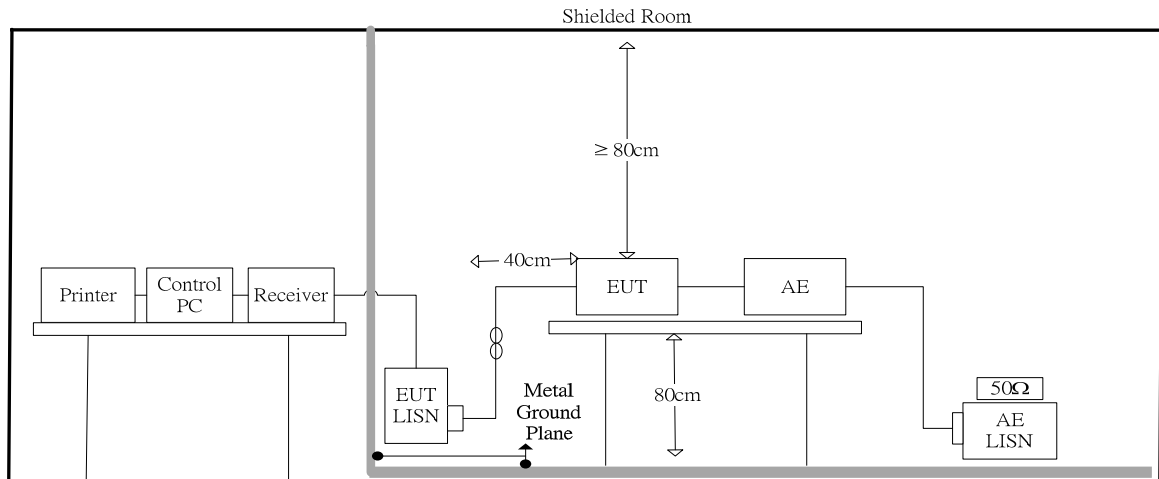 Shielded Room
≥ 80cm
40cm
Printer
Control
PC
Receiver
EUT
AE
EUT
LISN
Metal
Ground
Plane
80cm
50Ω
AE
LISN